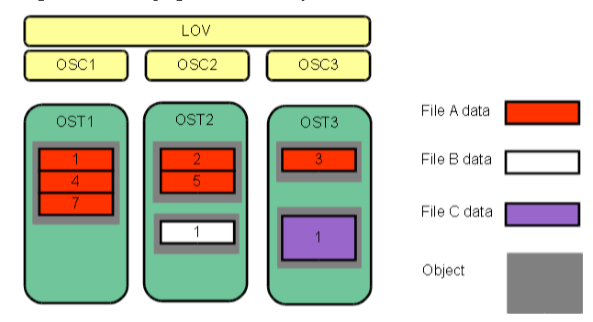 LOV
OSC1 OSC2 OSC3
OST1 OST2 OST3
1 2 3
4 5
7
1 1
File A data
File B data
File C data
Object